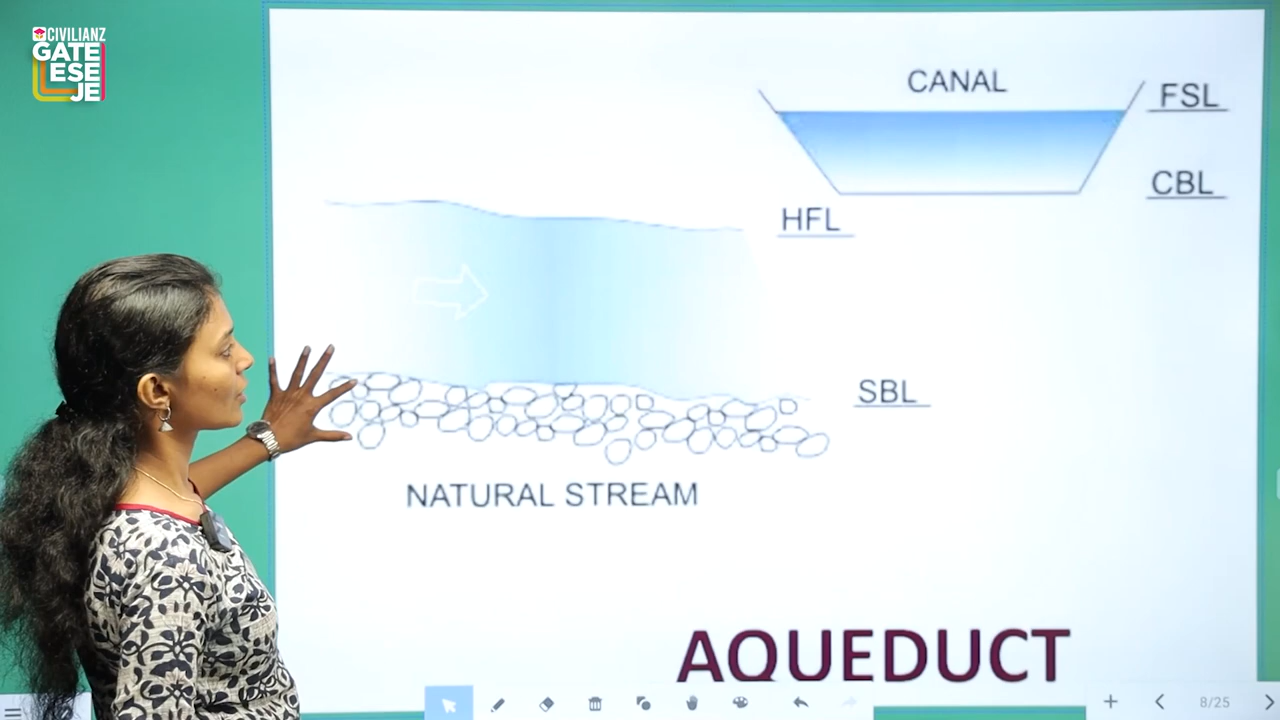 CIVILIANZ
GATE
ESE
JE
CANAL
FSL
CBL
HFL
SBL
NATURAL STREAM
AQUEDUCT
8/25